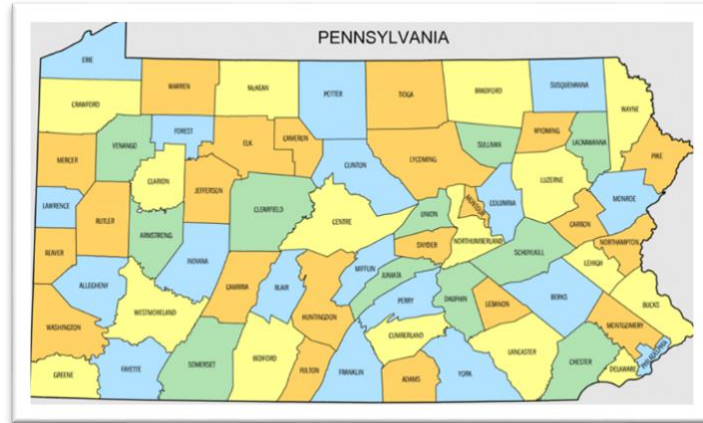 PENNSYLVANIA
ERIE
WARREN
McKEAN
POTTER
TIOGA
BRADFORD
SUSQUEHANNA
WAYNE
CRAWFORD
VENANGO
FOREST
ELK
CAMERON
SULLIVAN
WYOMING
LACKAWANNA
PIKE
MERCER
CLARION
JEFFERSON
CLINTON
LYCOMING
LUZERNE
MONROE
LAWRENCE
BUTLER
CLEARFIELD
CENTRE
UNION
MONTOUR
COLUMBIA
CARBON
ARMSTRONG
INDIANA
SNYDER
NORTHUMBERLAND
SCHUYLKILL
NORTHAMPTON
BEAVER
ALLEGHENY
CAMBRIA
BLAIR
MIFFLIN
JUNIATA
LEHIGH
WESTMORELAND
HUNTINGDON
PERRY
DAUPHIN
LEBANON
BERKS
BUCKS
WASHINGTON
CUMBERLAND
LANCASTER
MONTGOMERY
GREENE
FAYETTE
SOMERSET
BEDFORD
FULTON
FRANKLIN
ADAMS
YORK
CHESTER
DELAWARE
PHILADELPHIA